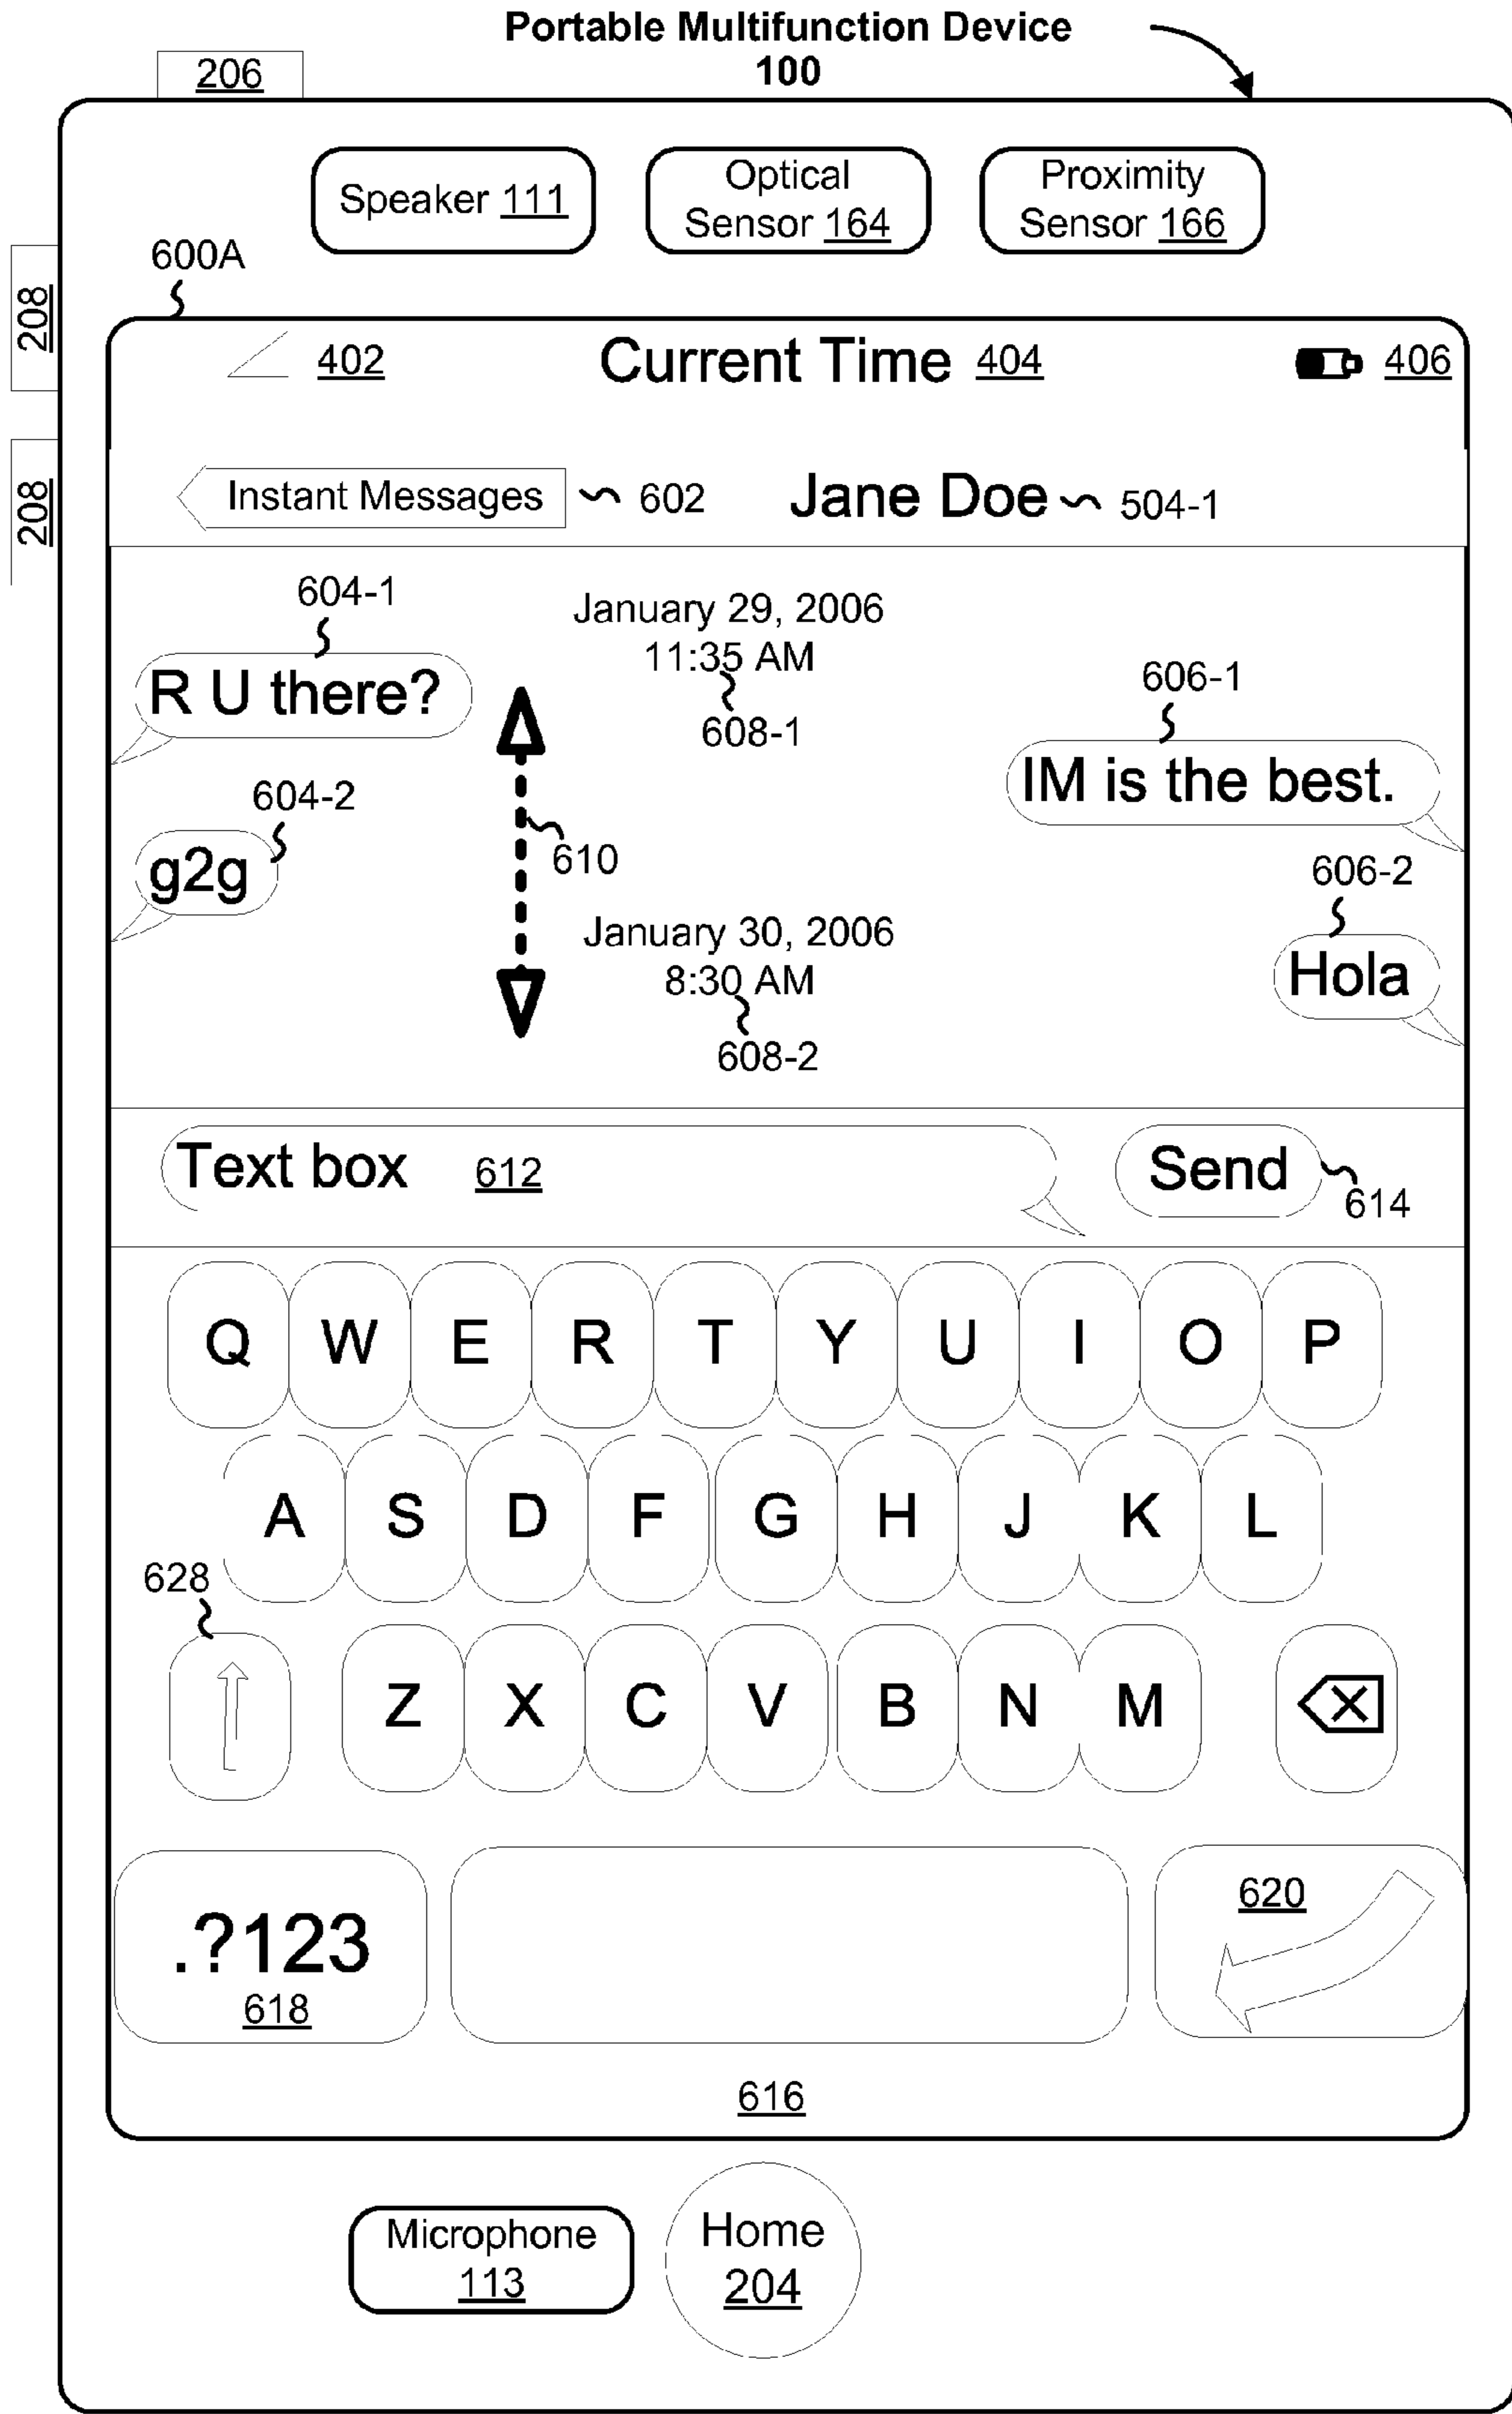 Portable Multifunction Device
100
206
Speaker 111
Optical
Sensor 164
Proximity
Sensor 166
208
600A
402
Current Time 404
406
208
Instant Messages
602
Jane Doe
504-1
604-1
January 29, 2006
11:35 AM
R U there?
606-1
608-1
IM is the best.
604-2
610
g2g
606-2
January 30, 2006
8:30 AM
Hola
608-2
Text box 612
Send
614
Q W E R T Y U I O P
A S D F G H J K L
628
Z X C V B N M
.?123
618
620
616
Microphone
113
Home
204